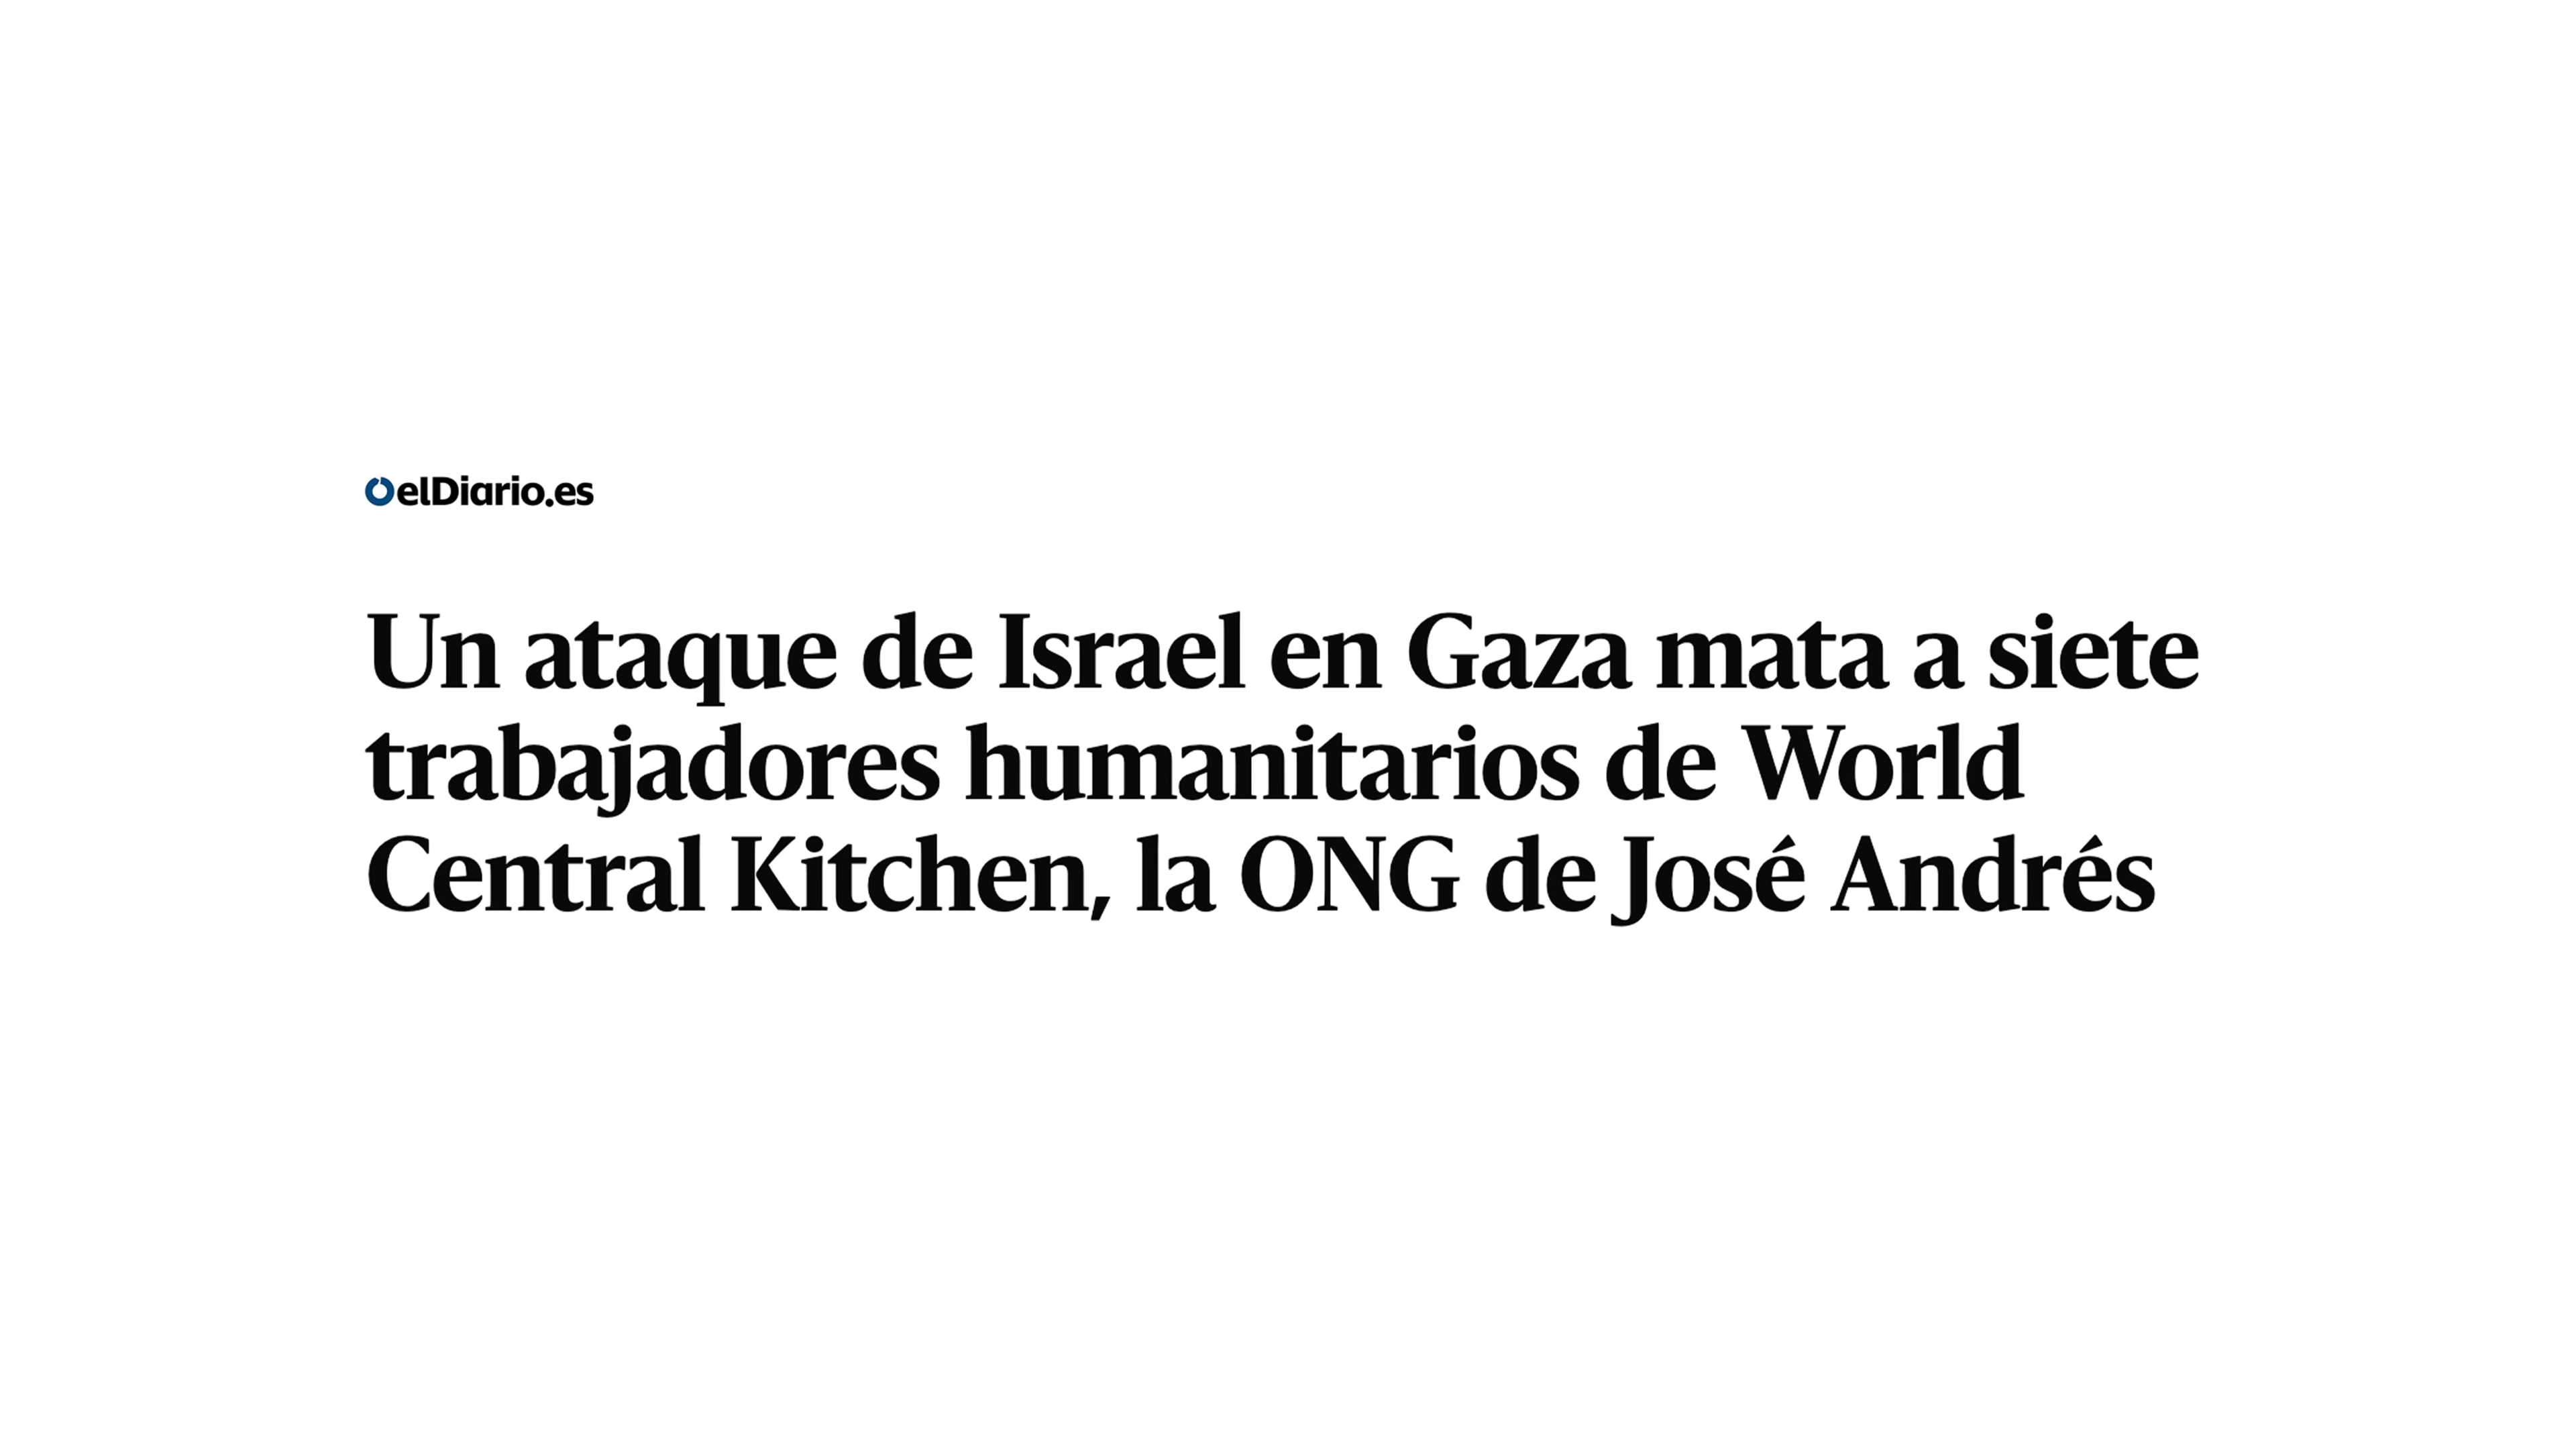 elDiario.es
Un ataque de Israel en Gaza mata a siete
trabajadores humanitarios de World
Central Kitchen, la ONG de José Andrés